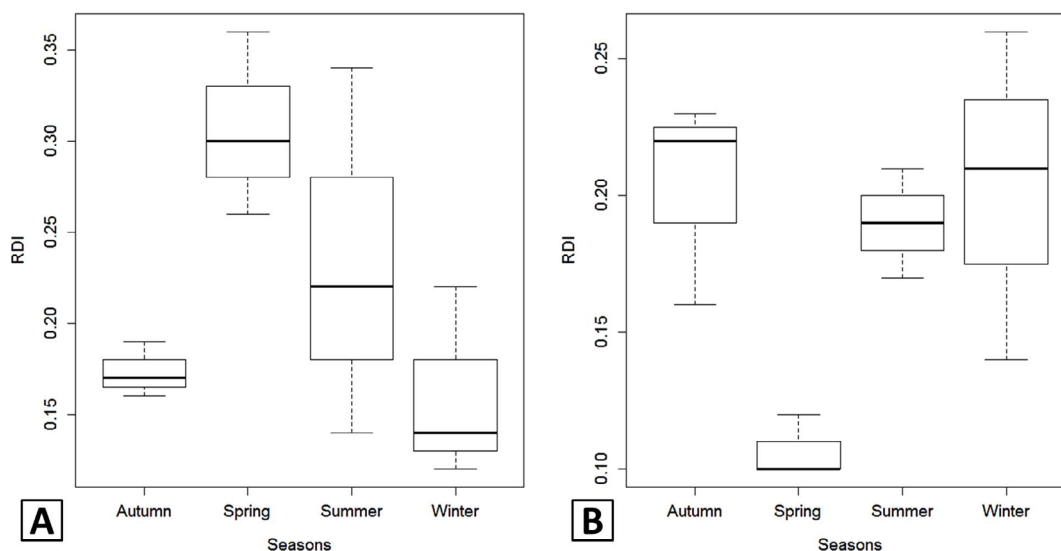 0.35
0.30
0.25
0.20
0.15
RDI
Autumn Spring Summer Winter
Seasons
A
0.25
0.20
0.15
0.10
RDI
Autumn Spring Summer Winter
Seasons
B